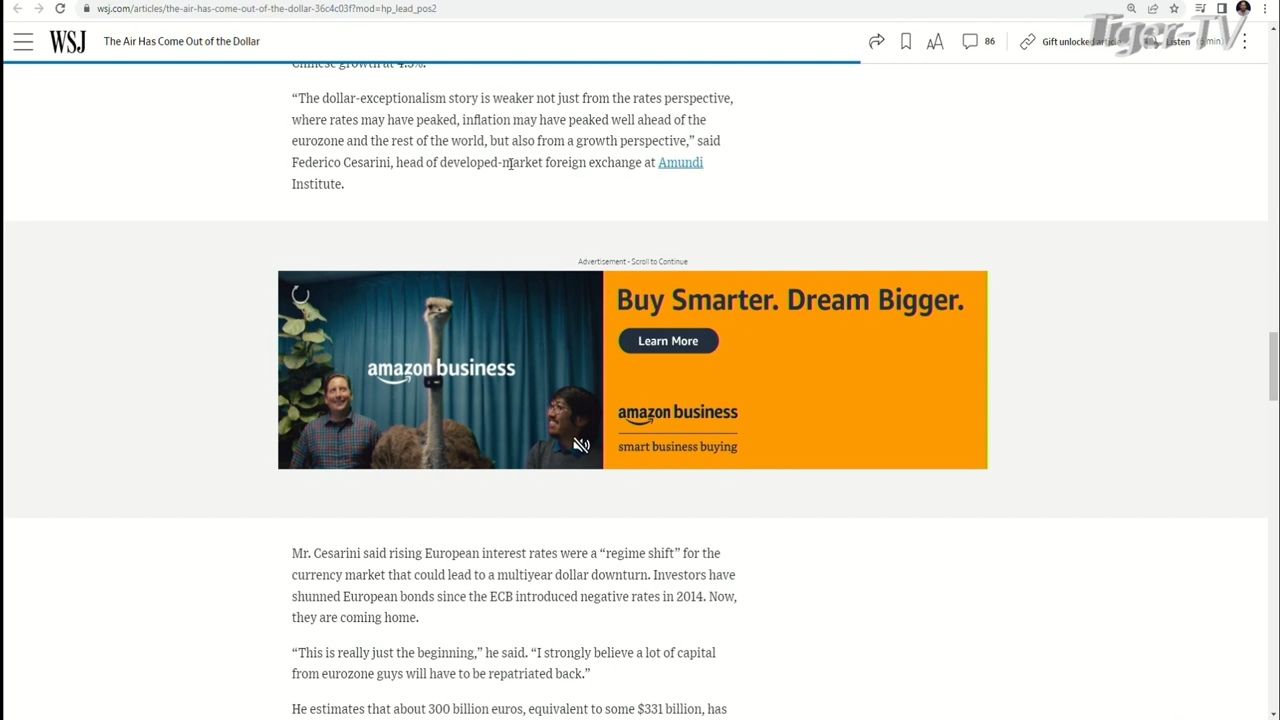 wsj.com/articles/the-air-has-come-out-of-the-dollar-36c4c03f?mod=hp_lead_pos2
Tiger-TV
WSJ
The Air Has Come Out of the Dollar
86
Gift unlocked article
Listen
Chinese growth at 4.5%.
“The dollar-exceptionalism story is weaker not just from the rates perspective,
where rates may have peaked, inflation may have peaked well ahead of the
eurozone and the rest of the world, but also from a growth perspective,” said
Federico Cesarini, head of developed-market foreign exchange at Amundi
Institute.
Advertisement - Scroll to Continue
amazon business
Buy Smarter. Dream Bigger.
Learn More
amazon business
smart business buying
Mr. Cesarini said rising European interest rates were a “regime shift” for the
currency market that could lead to a multiyear dollar downturn. Investors have
shunned European bonds since the ECB introduced negative rates in 2014. Now,
they are coming home.
“This is really just the beginning,” he said. “I strongly believe a lot of capital
from eurozone guys will have to be repatriated back.”
He estimates that about 300 billion euros, equivalent to some $331 billion, has